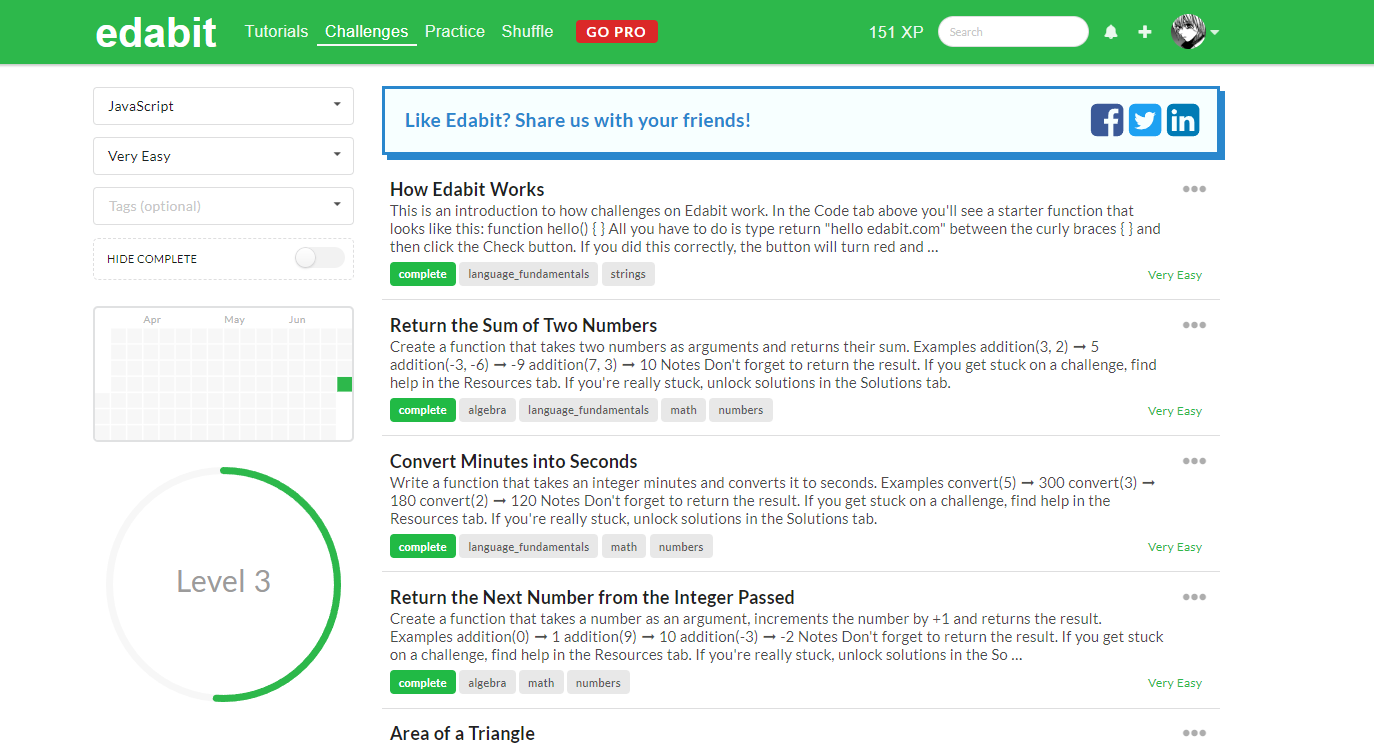 edabit
Tutorials Challenges Practice Shuffle GO PRO 151 XP Search
JavaScript
Very Easy
Tags (optional)
HIDE COMPLETE
Apr May Jun
Level 3
Like Edabit? Share us with your friends!
How Edabit Works
This is an introduction to how challenges on Edabit work. In the Code tab above you'll see a starter function that
looks like this: function hello() { } All you have to do is type return "hello edabit.com" between the curly braces { } and
then click the Check button. If you did this correctly, the button will turn red and ...
complete language_fundamentals strings Very Easy
Return the Sum of Two Numbers
Create a function that takes two numbers as arguments and returns their sum. Examples addition(3, 2) ➞ 5
addition(-3, -6) ➞ -9 addition(7, 3) ➞ 10 Notes Don't forget to return the result. If you get stuck on a challenge, find
help in the Resources tab. If you're really stuck, unlock solutions in the Solutions tab.
complete algebra language_fundamentals math numbers Very Easy
Convert Minutes into Seconds
Write a function that takes an integer minutes and converts it to seconds. Examples convert(5) ➞ 300 convert(3) ➞
180 convert(2) ➞ 120 Notes Don't forget to return the result. If you get stuck on a challenge, find help in the
Resources tab. If you're really stuck, unlock solutions in the Solutions tab.
complete language_fundamentals math numbers Very Easy
Return the Next Number from the Integer Passed
Create a function that takes a number as an argument, increments the number by +1 and returns the result.
Examples addition(0) ➞ 1 addition(9) ➞ 10 addition(-3) ➞ -2 Notes Don't forget to return the result. If you get stuck
on a challenge, find help in the Resources tab. If you're really stuck, unlock solutions in the So ...
complete algebra math numbers Very Easy
Area of a Triangle